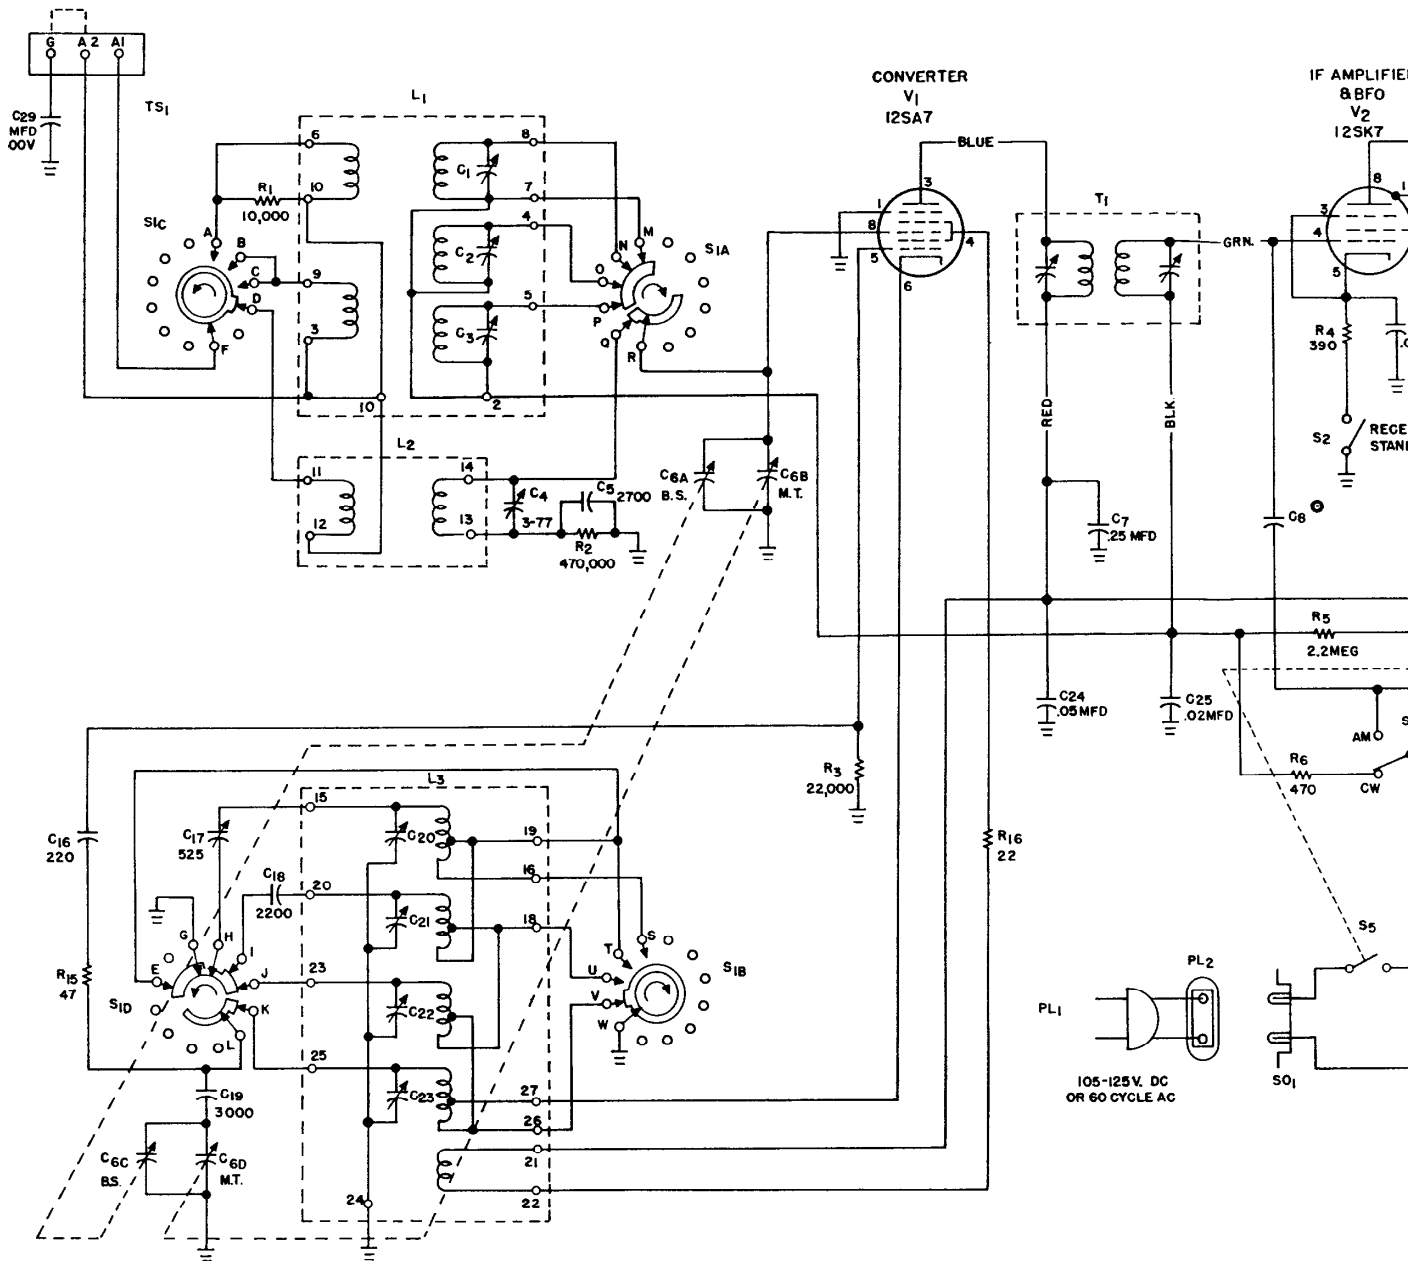 G A2 A1
TS1
C29
MFD
00V
L1
6
8
C1
R1
10,000
10
7
4
S1C
A
B
C
D
F
9
3
C2
5
C3
N
M
O
P
Q
R
S1A
10
2
L2
11
14
12
13
C4
3-77
C5
2700
R2
470,000
C6A
B.S.
C6B
M.T.
CONVERTER
V1
12SA7
BLUE
3
1
8
5
4
6
T1
GRN.
RED
BLK
IF AMPLIFIE
& BFO
V2
12SK7
8
1
3
4
5
R4
390
S2
RECE
STAN
C7
.25 MFD
C8
R5
2.2MEG
C24
.05MFD
C25
.02MFD
AM
S
R6
470
CW
R3
22,000
R16
22
L3
15
C20
19
16
C16
220
C17
525
C18
2200
20
C21
18
G
H
I
E
J
K
L
R15
47
S1D
23
C22
T
S
U
V
W
S1B
25
C23
27
26
21
22
24
C19
3000
C6C
B.S.
C6D
M.T.
S5
PL2
PL1
SO1
105-125V. DC
OR 60 CYCLE AC